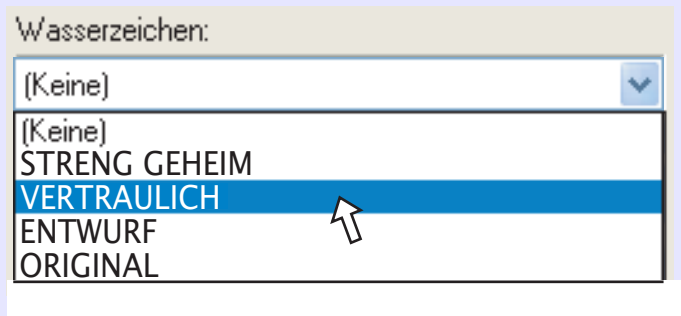 Wasserzeichen:
(Keine)
(Keine)
STRENG GEHEIM
VERTRAULICH
ENTWURF
ORIGINAL